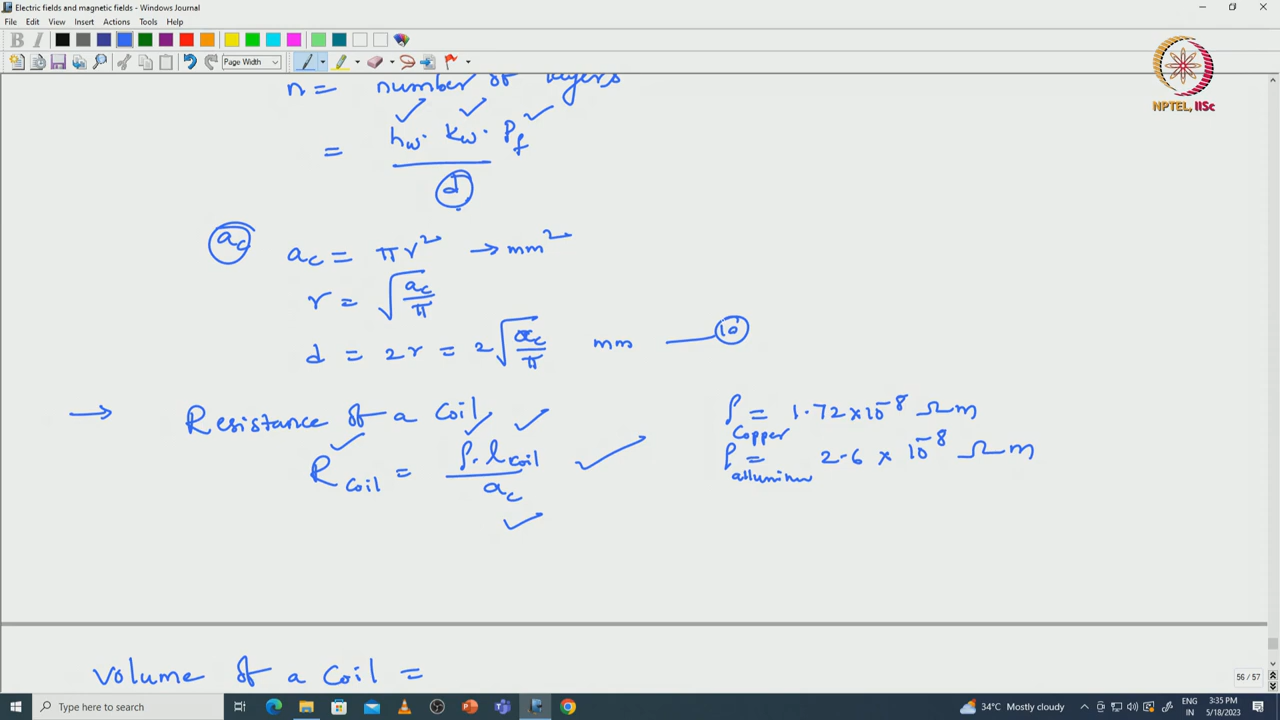 Electric fields and magnetic fields - Windows Journal
File Edit View Insert Actions Tools Help
B I
Page Width
NPTEL, IISc
n = number of layers
= hw. kw. Pf
d
ac ac = πr² → mm²
r = √ac/π
d = 2r = 2√ac/π mm — 10
→ Resistance of a coil
ρ = 1.72 × 10⁻⁸ Ωm
copper
Rcoil = ρ. lcoil / ac
ρ = 2.6 × 10⁻⁸ Ωm
alluminum
volume of a coil =
56 / 57
Type here to search
34°C Mostly cloudy
ENG
IN
3:35 PM
5/18/2023